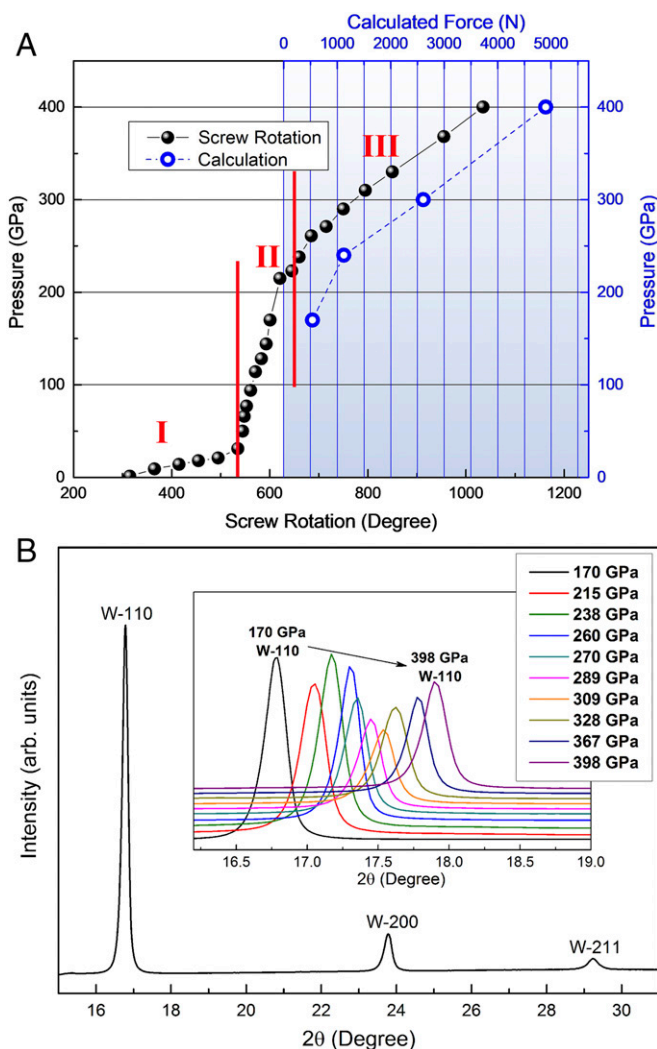 A
Calculated Force (N)
0 1000 2000 3000 4000 5000
400
300
200
100
0
Pressure (GPa)
Screw Rotation
Calculation
I
II
III
400
300
200
100
0
Pressure (GPa)
200 400 600 800 1000 1200
Screw Rotation (Degree)
B
W-110
W-200
W-211
170 GPa
W-110
398 GPa
W-110
16.5 17.0 17.5 18.0 18.5 19.0
2θ (Degree)
170 GPa
215 GPa
238 GPa
260 GPa
270 GPa
289 GPa
309 GPa
328 GPa
367 GPa
398 GPa
Intensity (arb. units)
16 18 20 22 24 26 28 30
2θ (Degree)